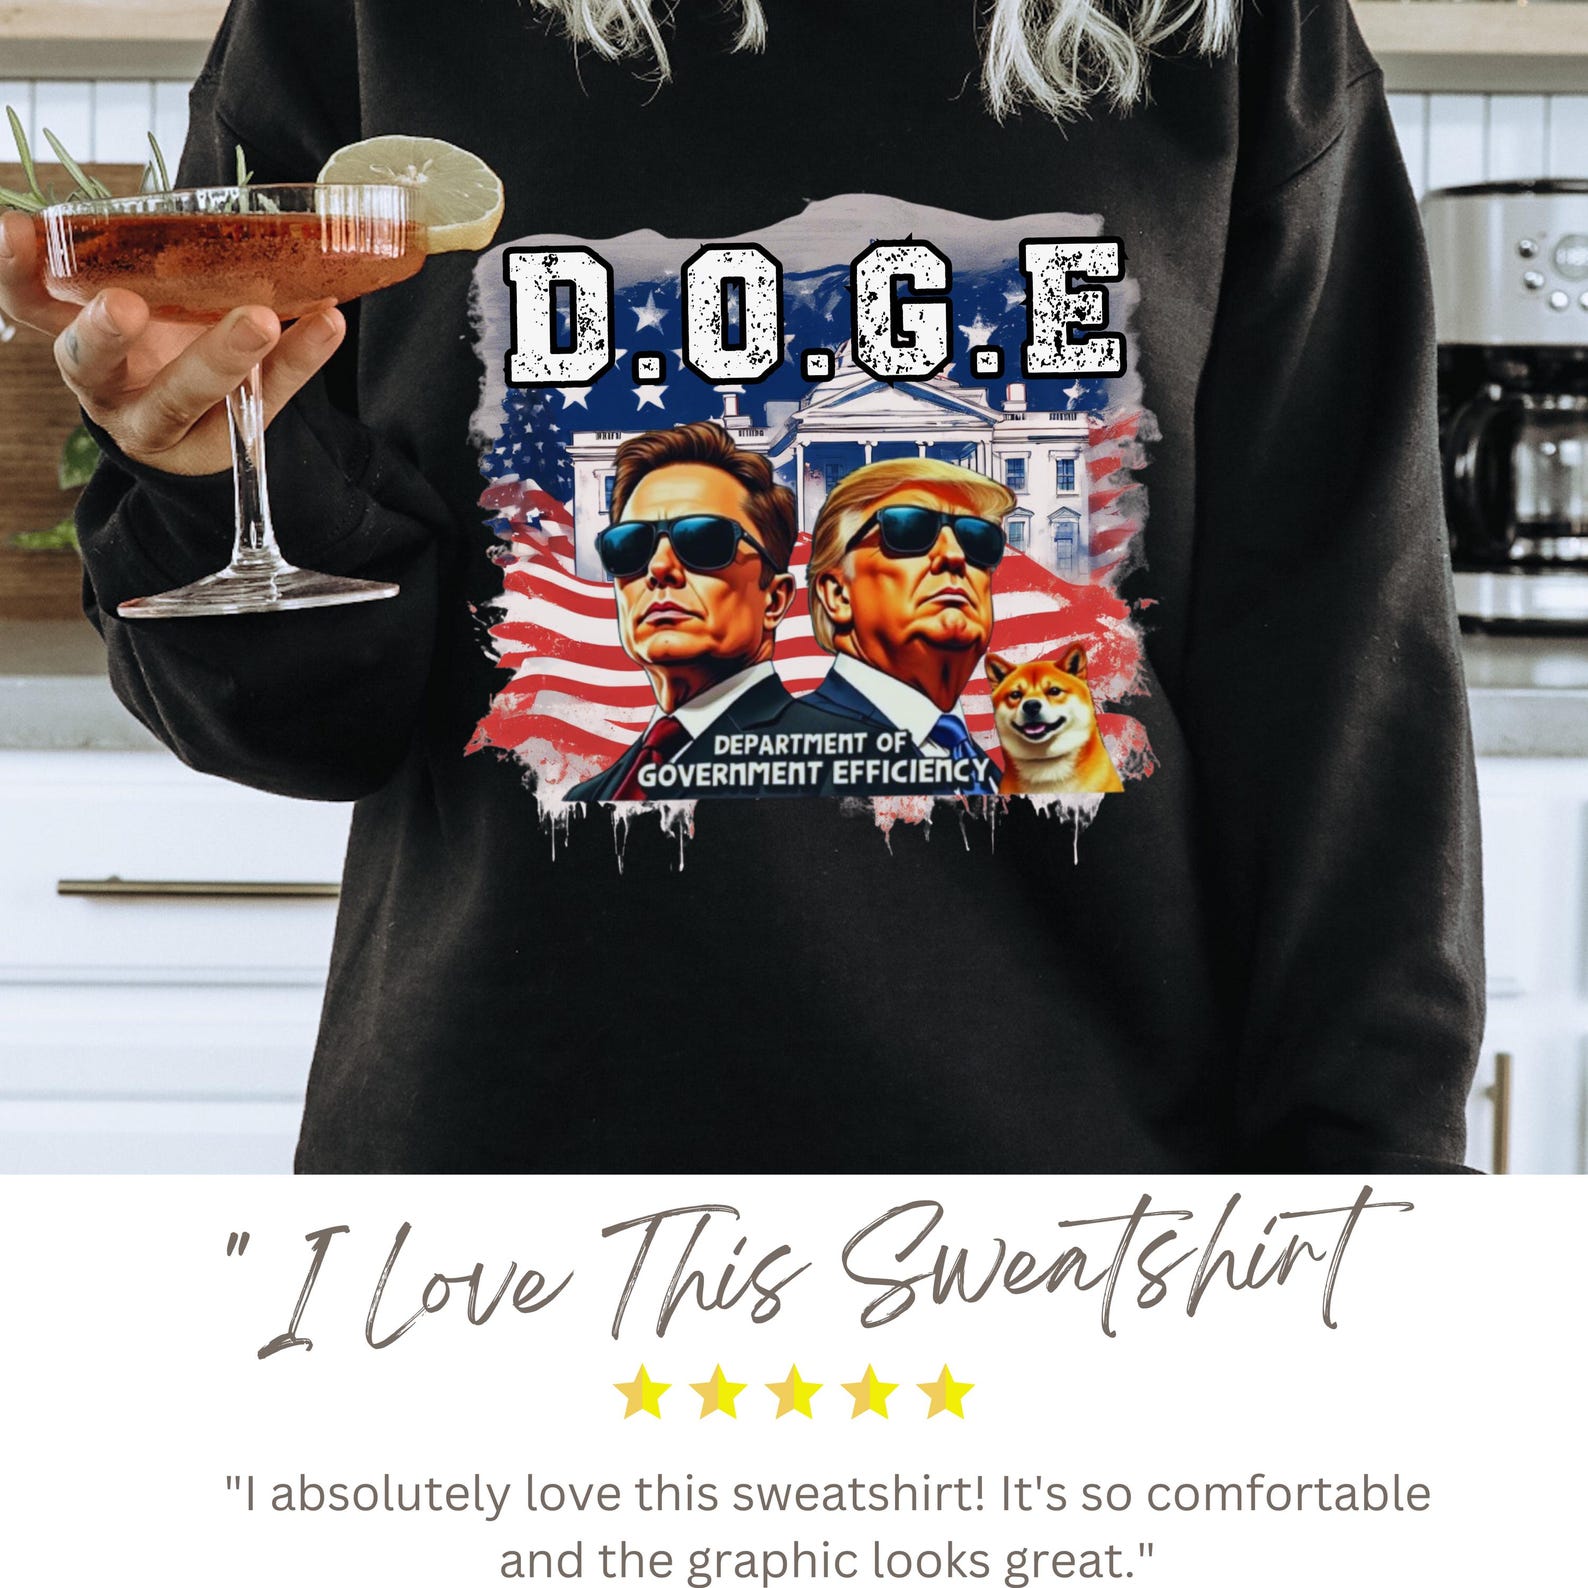 D.O.G.E
DEPARTMENT OF
GOVERNMENT EFFICIENCY
" I Love This Sweatshirt
"I absolutely love this sweatshirt! It's so comfortable
and the graphic looks great."